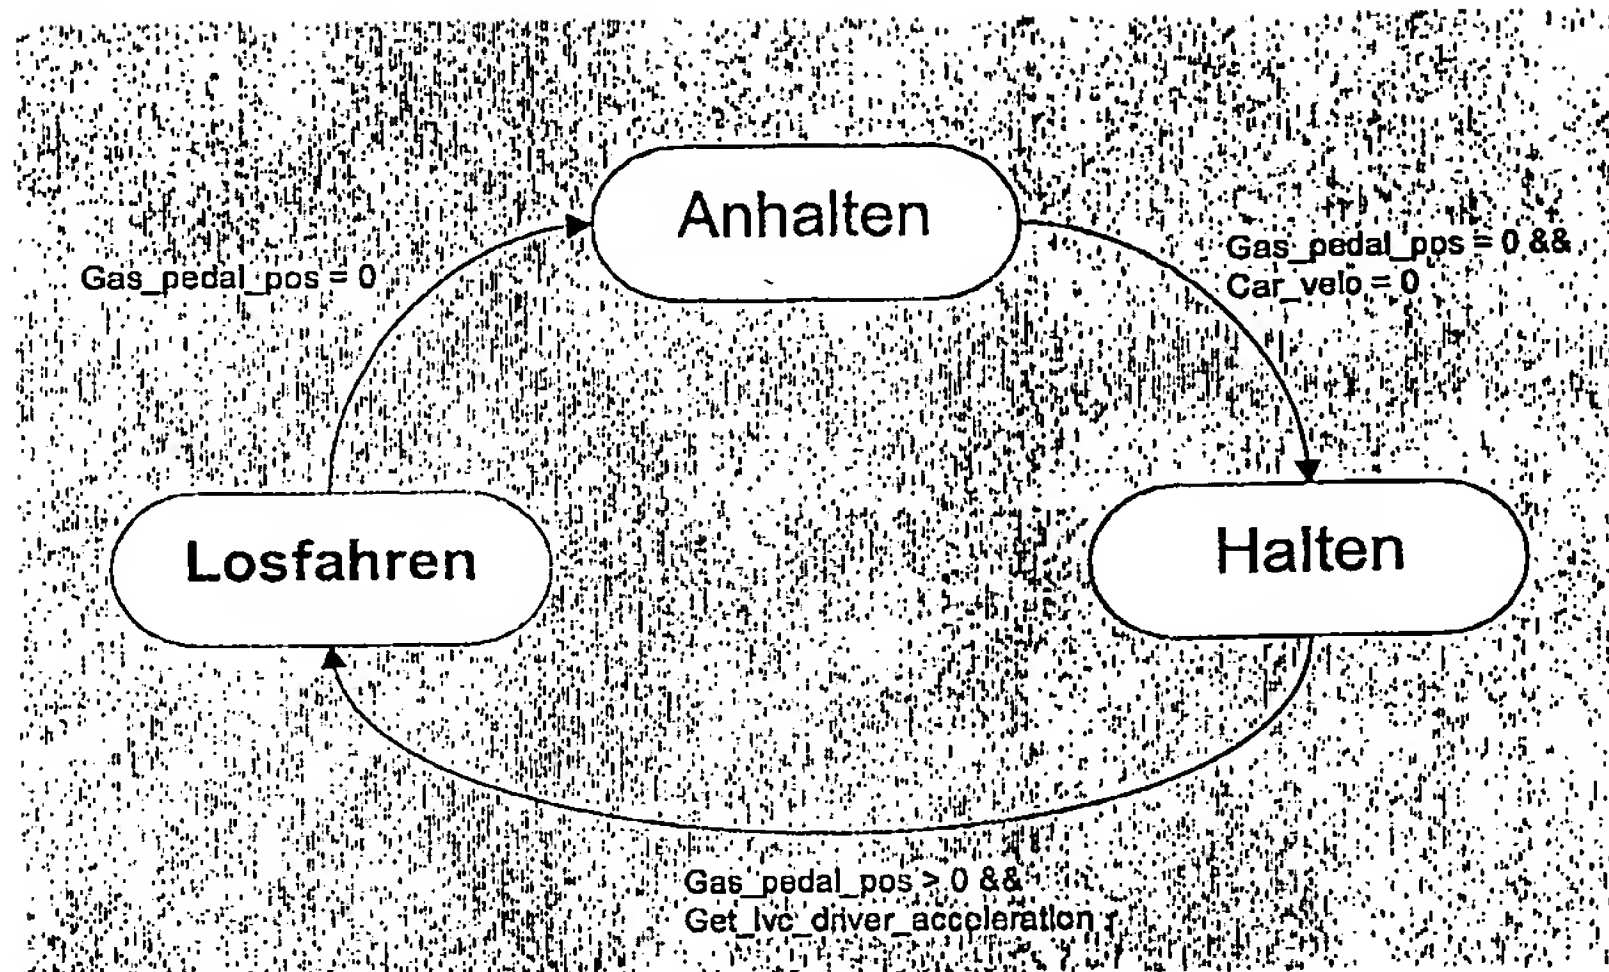 Anhalten
Gas_pedal_pos = 0 &&
Car_velo = 0
Gas_pedal_pos = 0
Losfahren
Halten
Gas_pedal_pos > 0 &&
Get_lvc_driver_acceleration